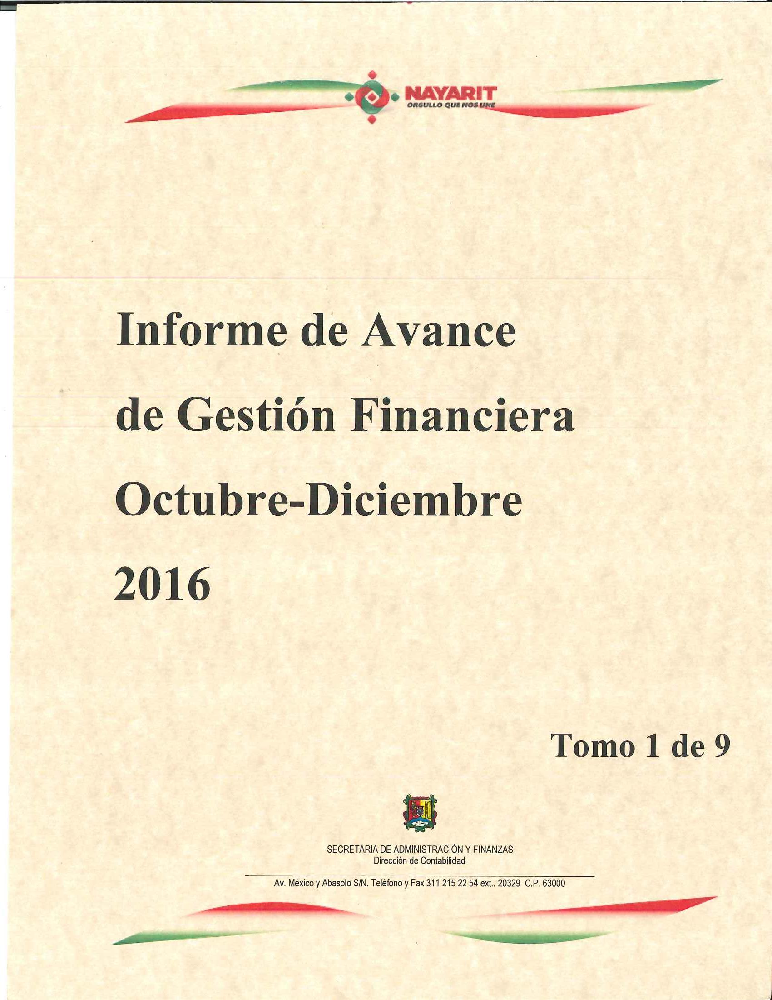 NAYARIT
ORGULLO QUE NOS UNE
Informe de Avance
de Gestión Financiera
Octubre-Diciembre
2016
Tomo 1 de 9
SECRETARIA DE ADMINISTRACIÓN Y FINANZAS
Dirección de Contabilidad
Av. México y Abasolo S/N. Teléfono y Fax 311 215 22 54 ext.. 20329 C.P. 63000